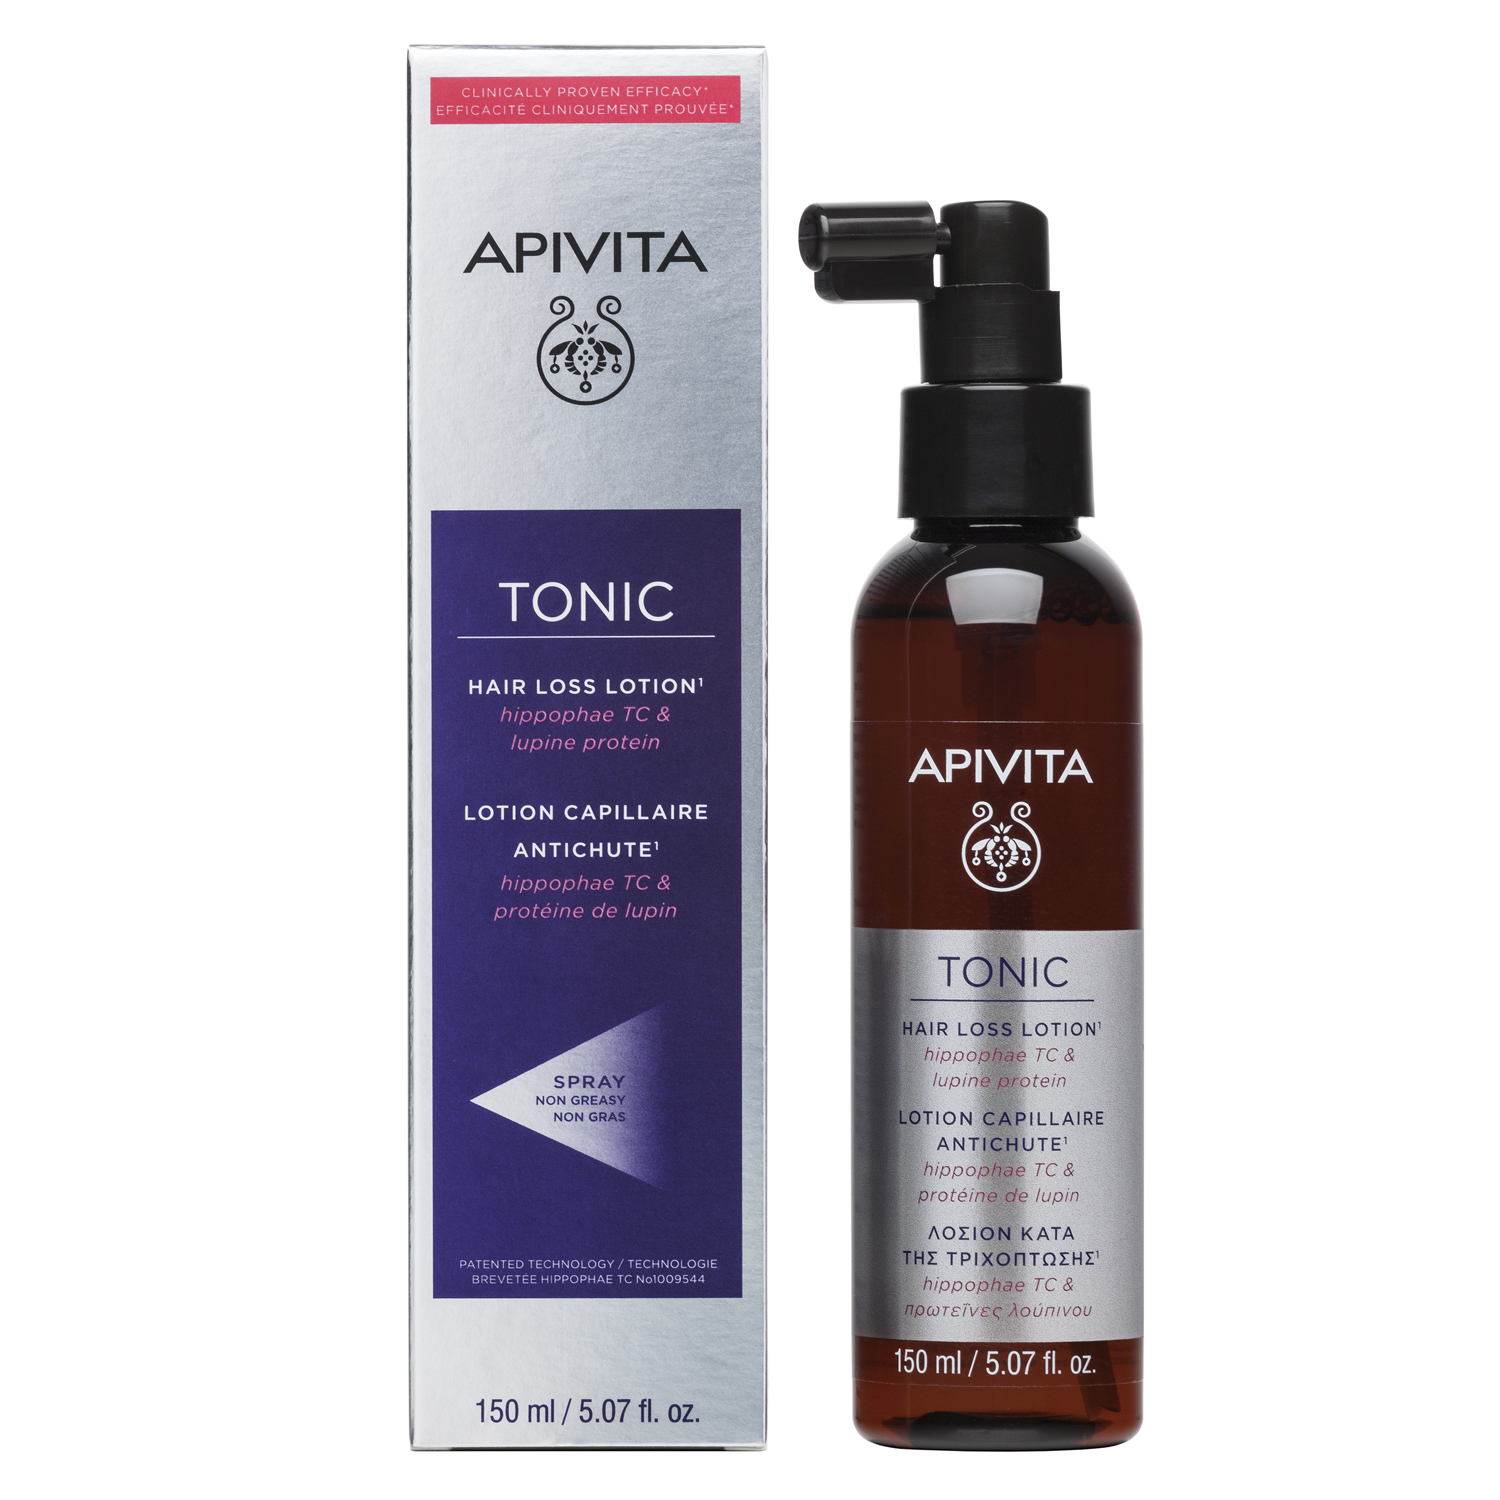 CLINICALLY PROVEN EFFICACY*
EFFICACITÉ CLINIQUEMENT PROUVÉE*
APIVITA
TONIC
HAIR LOSS LOTION¹
hippophae TC &
lupine protein
LOTION CAPILLAIRE
ANTICHUTE¹
hippophae TC &
protéine de lupin
SPRAY
NON GREASY
NON GRAS
PATENTED TECHNOLOGY / TECHNOLOGIE
BREVETÉE HIPPOPHAE TC No1009544
150 ml / 5.07 fl. oz.
APIVITA
TONIC
HAIR LOSS LOTION¹
hippophae TC &
lupine protein
LOTION CAPILLAIRE
ANTICHUTE¹
hippophae TC &
protéine de lupin
ΛΟΣΙΟΝ ΚΑΤΑ
ΤΗΣ ΤΡΙΧΟΠΤΩΣΗΣ¹
hippophae TC &
πρωτεΐνες λούπινου
150 ml / 5.07 fl. oz.